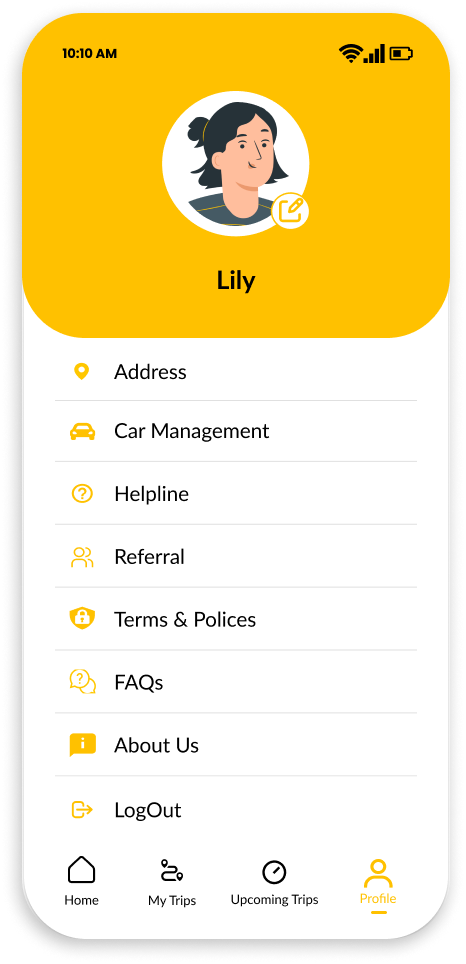 10:10 AM
Lily
Address
Car Management
Helpline
Referral
Terms & Polices
FAQs
About Us
LogOut
Home
My Trips
Upcoming Trips
Profile